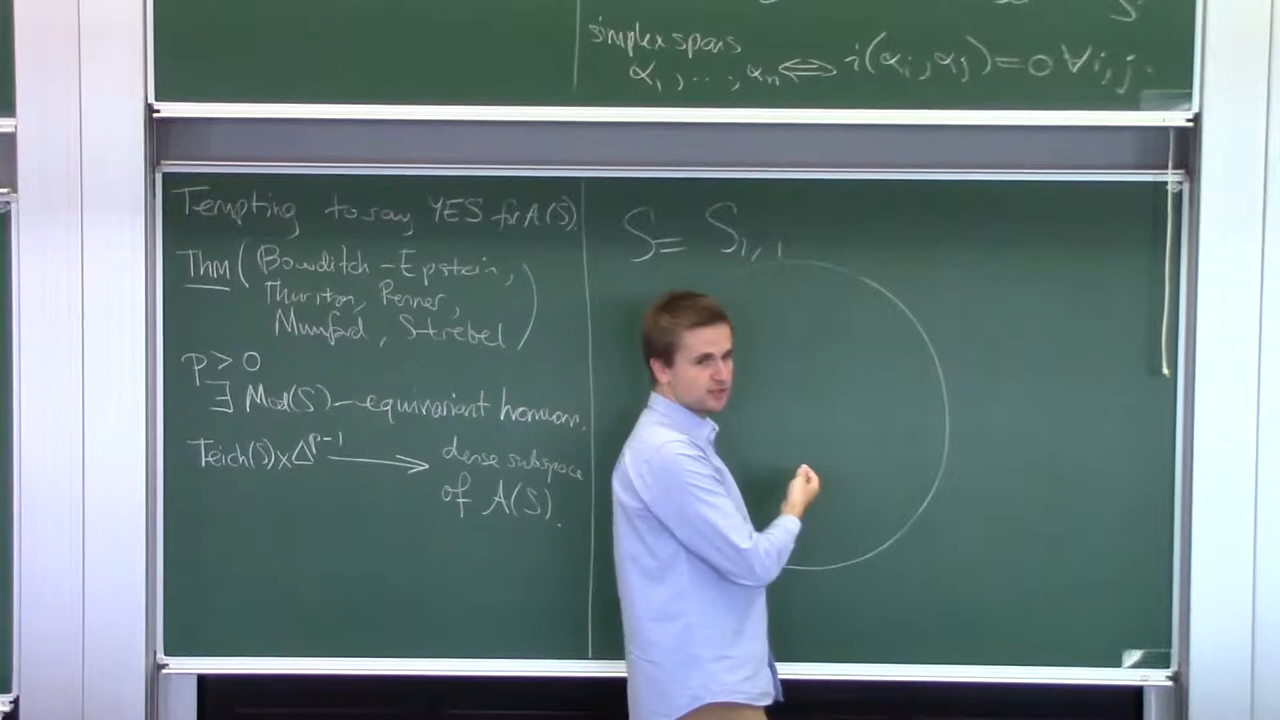 simplex spans
α₁, ..., αₙ ⟺ i(αᵢ, αⱼ) = 0 ∀ i, j.
Tempting to say YES for A(S).
Thm (Bowditch - Epstein,
Thurston, Penner,
Mumford, Strebel)
p > 0
∃ Mod(S) - equivariant homeom.
Teich(S) × Δᵖ⁻¹ → dense subspace
of A(S).
S = S₁,₁